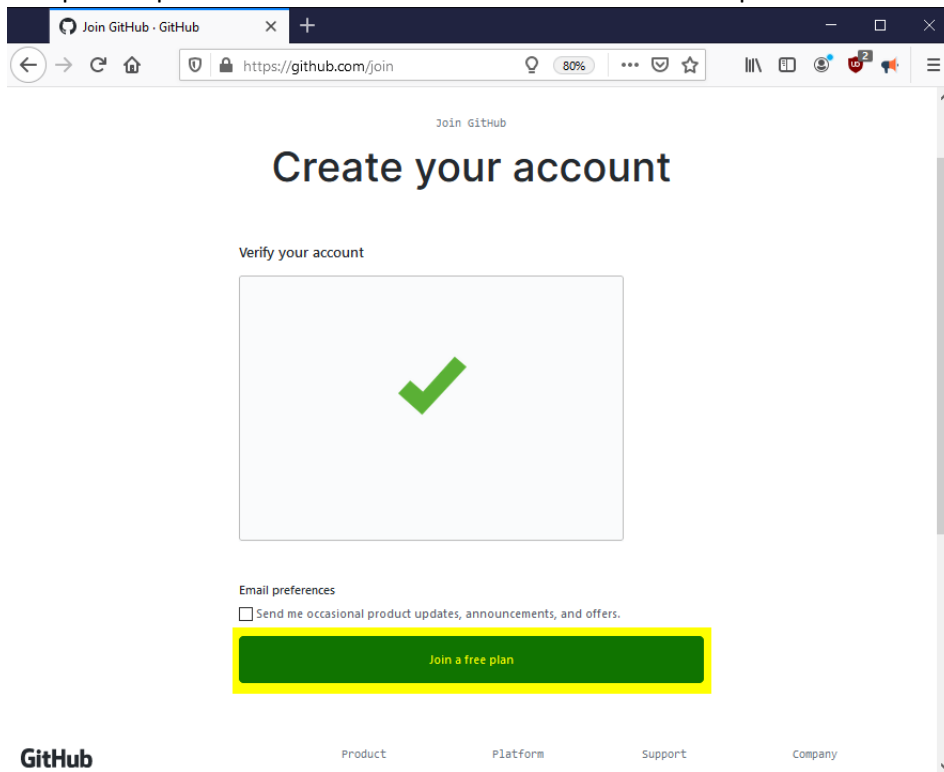 Join GitHub · GitHub
https://github.com/join
80%
2
Join GitHub
Create your account
Verify your account
Email preferences
Send me occasional product updates, announcements, and offers.
Join a free plan
GitHub
Product
Platform
Support
Company